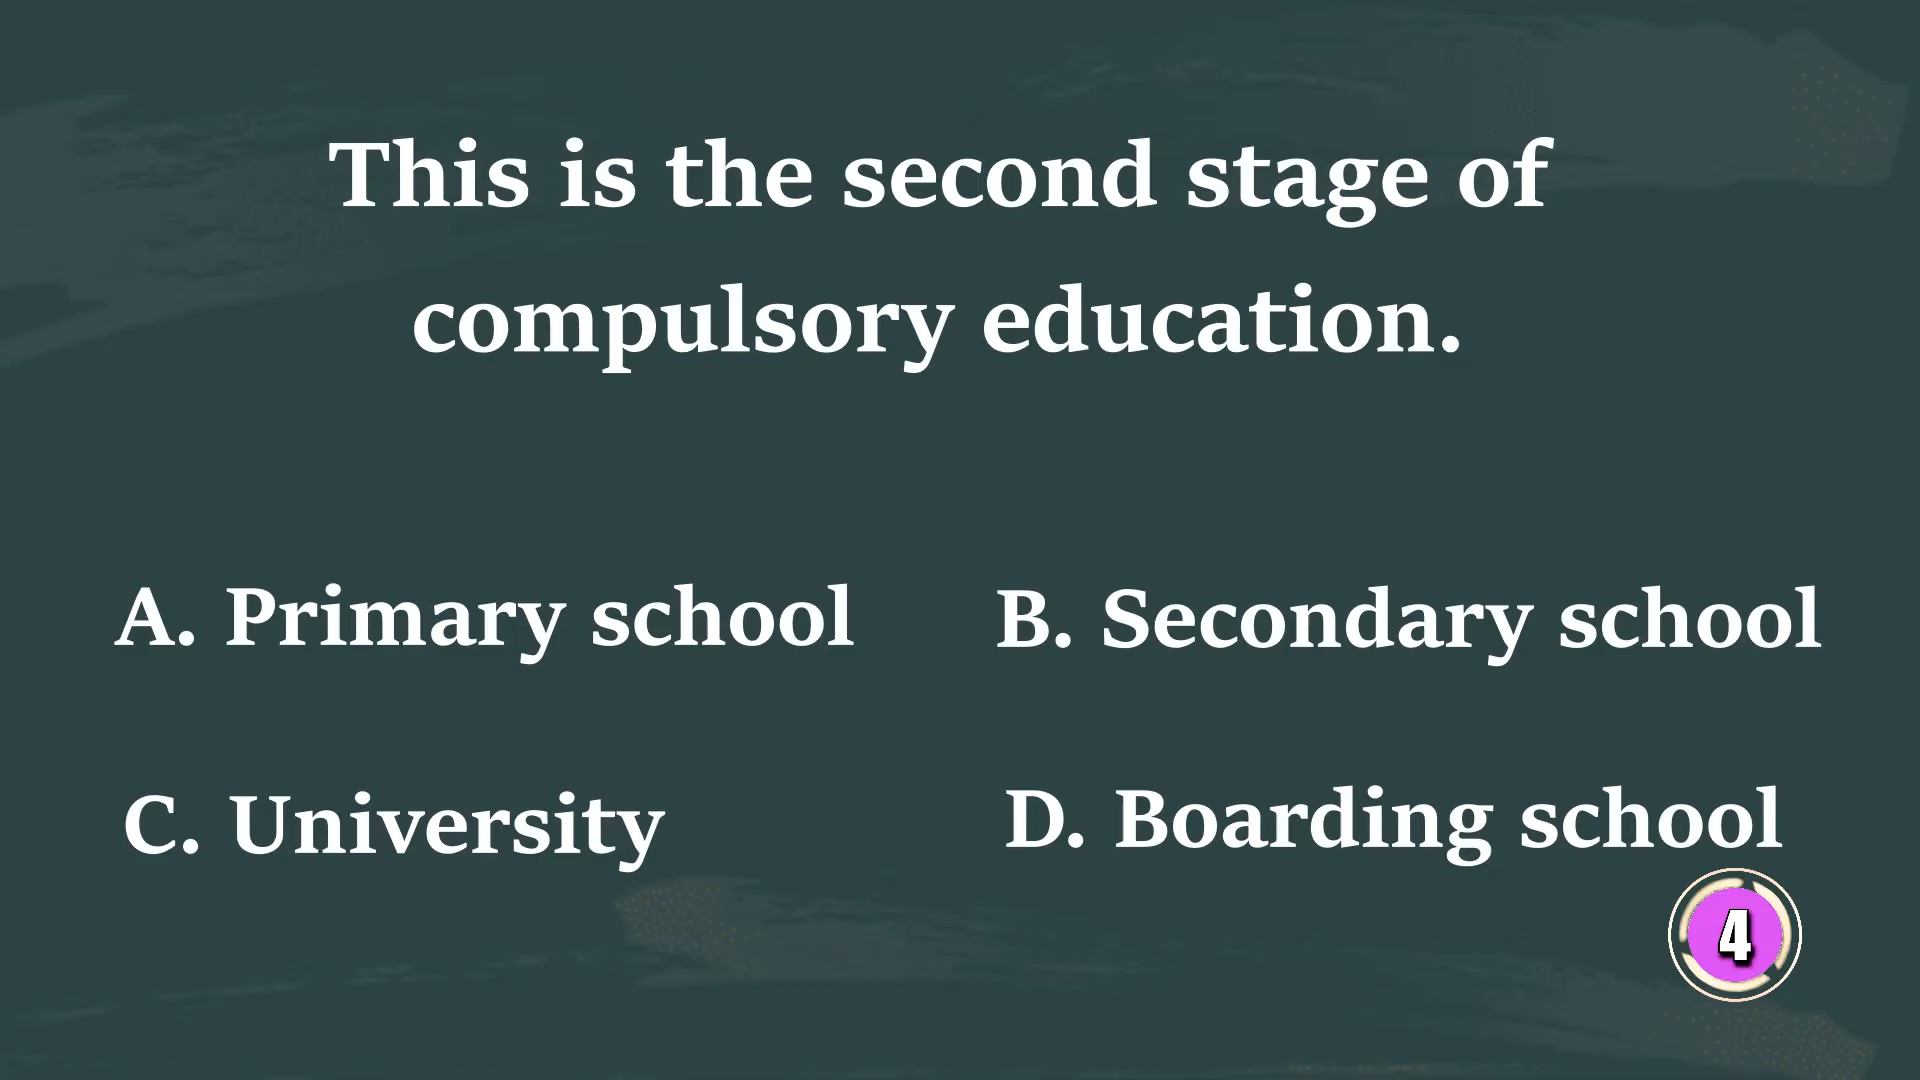 This is the second stage of
compulsory education.
A. Primary school
B. Secondary school
C. University
D. Boarding school
4